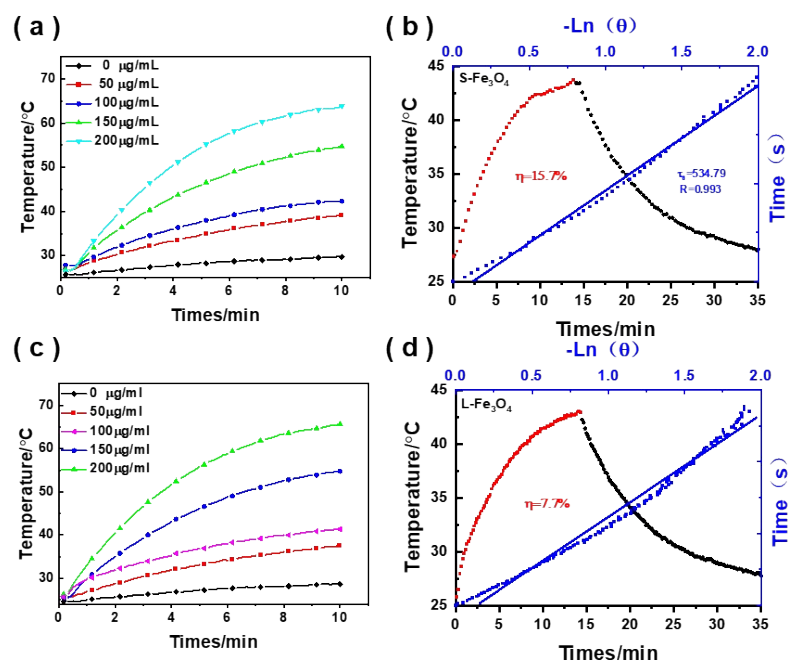 ( a )
Temperature/°C
70
60
50
40
30
0 μg/mL
50 μg/mL
100μg/mL
150μg/mL
200μg/mL
0 2 4 6 8 10
Times/min
( b )
-Ln（θ）
0.0 0.5 1.0 1.5 2.0
Temperature/°C
45
40
35
30
25
S-Fe₃O₄
η=15.7%
τₛ=534.79
R=0.993
Time（s）
0 5 10 15 20 25 30 35
Times/min
( c )
Temperature/°C
70
60
50
40
30
0 μg/ml
50μg/ml
100μg/ml
150μg/ml
200μg/ml
0 2 4 6 8 10
Times/min
( d )
-Ln（θ）
0.0 0.5 1.0 1.5 2.0
Temperature/°C
45
40
35
30
25
L-Fe₃O₄
η=7.7%
Time（s）
0 5 10 15 20 25 30 35
Times/min